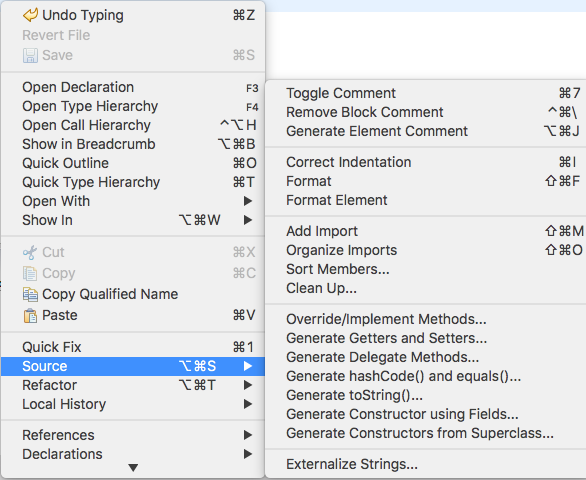 Undo Typing ⌘Z
Revert File
Save ⌘S
Open Declaration F3
Open Type Hierarchy F4
Open Call Hierarchy ^⌥H
Show in Breadcrumb ⌥⌘B
Quick Outline ⌘O
Quick Type Hierarchy ⌘T
Open With ▶
Show In ⌥⌘W ▶
Cut ⌘X
Copy ⌘C
Copy Qualified Name
Paste ⌘V
Quick Fix ⌘1
Source ⌥⌘S ▶
Refactor ⌥⌘T ▶
Local History ▶
References ▶
Declarations ▶
Toggle Comment ⌘7
Remove Block Comment ^⌘\
Generate Element Comment ⌥⌘J
Correct Indentation ⌘I
Format ⇧⌘F
Format Element
Add Import ⇧⌘M
Organize Imports ⇧⌘O
Sort Members...
Clean Up...
Override/Implement Methods...
Generate Getters and Setters...
Generate Delegate Methods...
Generate hashCode() and equals()...
Generate toString()...
Generate Constructor using Fields...
Generate Constructors from Superclass...
Externalize Strings...